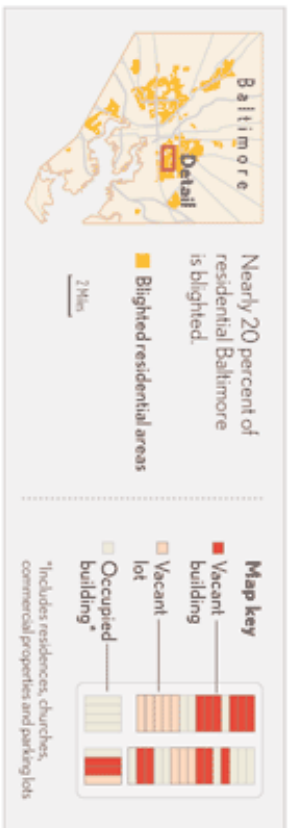 Baltimore
Detail
Nearly 20 percent of
residential Baltimore
is blighted.
Blighted residential areas
2 Miles
Map key
Vacant
building
Vacant
lot
Occupied
building*
*Includes residences, churches,
commercial properties and parking lots